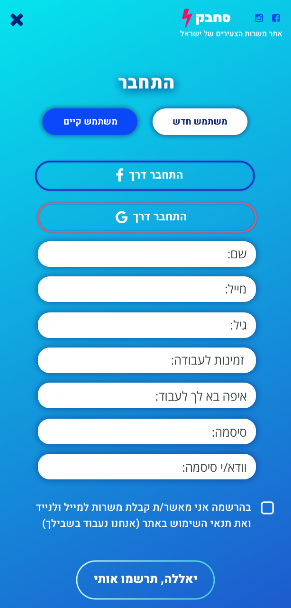 סחבק
אתר משרות הצעירים של ישראל
התחבר
משתמש חדש
משתמש קיים
התחבר דרך
התחבר דרך
שם:
מייל:
גיל:
זמינות לעבודה:
איפה בא לך לעבוד:
סיסמה:
וודא/י סיסמה:
בהרשמה אני מאשר/ת קבלת משרות למייל ולנייד
ואת תנאי השימוש באתר (אנחנו נעבוד בשבילך)
יאללה, תרשמו אותי